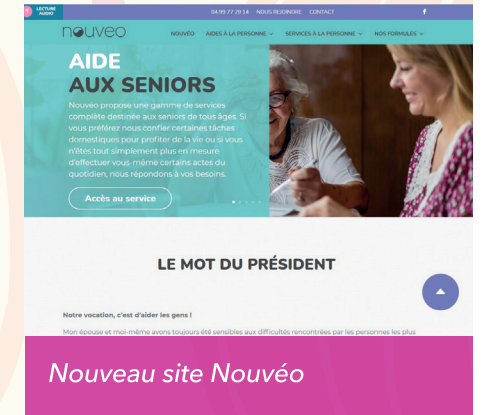 LECTURE AUDIO
04 99 77 29 14 NOUS REJOINDRE CONTACT
nouveo
NOUVÉO AIDES À LA PERSONNE SERVICES À LA PERSONNE NOS FORMULES
AIDE
AUX SENIORS
Nouvéo propose une gamme de services
complète destinée aux seniors de tous âges. Si
vous préférez nous confier certaines tâches
domestiques pour profiter de la vie ou si vous
n'êtes tout simplement plus en mesure
d'effectuer vous-même certains actes du
quotidien, nous répondons à vos besoins.
Accès au service
LE MOT DU PRÉSIDENT
Notre vocation, c'est d'aider les gens !
Mon épouse et moi-même avons toujours été sensibles aux difficultés rencontrées par les personnes les plus
Nouveau site Nouvéo